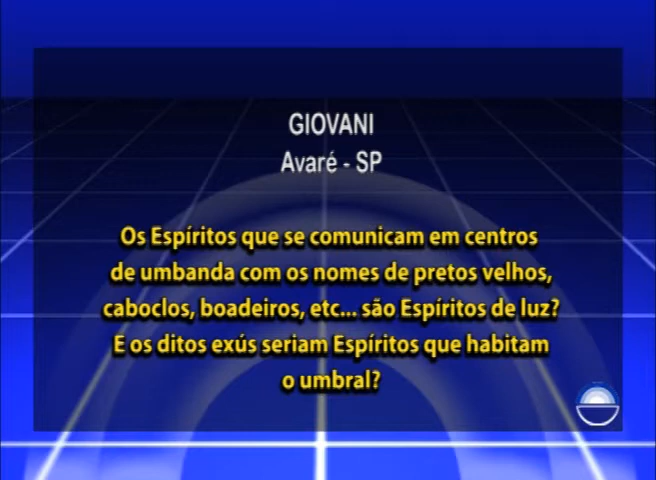 GIOVANI
Avaré - SP
Os Espíritos que se comunicam em centros
de umbanda com os nomes de pretos velhos,
caboclos, boadeiros, etc... são Espíritos de luz?
E os ditos exús seriam Espíritos que habitam
o umbral?